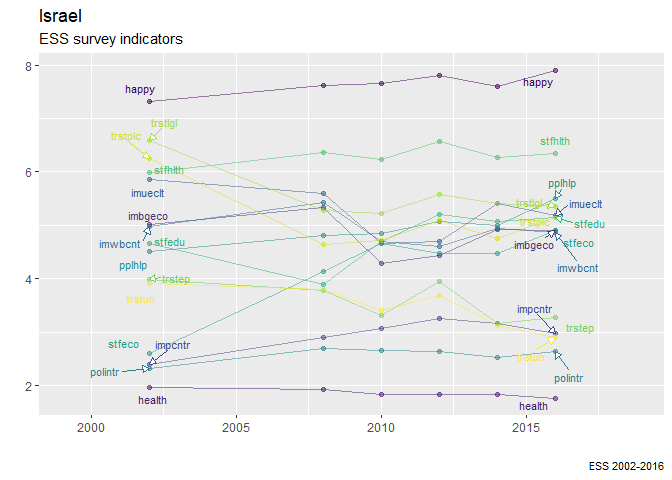 Israel
ESS survey indicators
8
happy
happy
trstlgl
trstplc
stfhlth
6
stfhlth
pplhlp
imueclt
trstlgl
imueclt
imbgeco
trstplc
stfedu
imwbcnt
stfedu
imbgeco
stfeco
pplhlp
imwbcnt
4
trstep
trstun
impcntr
trstep
stfeco
impcntr
trstun
polintr
polintr
2
health
health
2000
2005
2010
2015
ESS 2002-2016